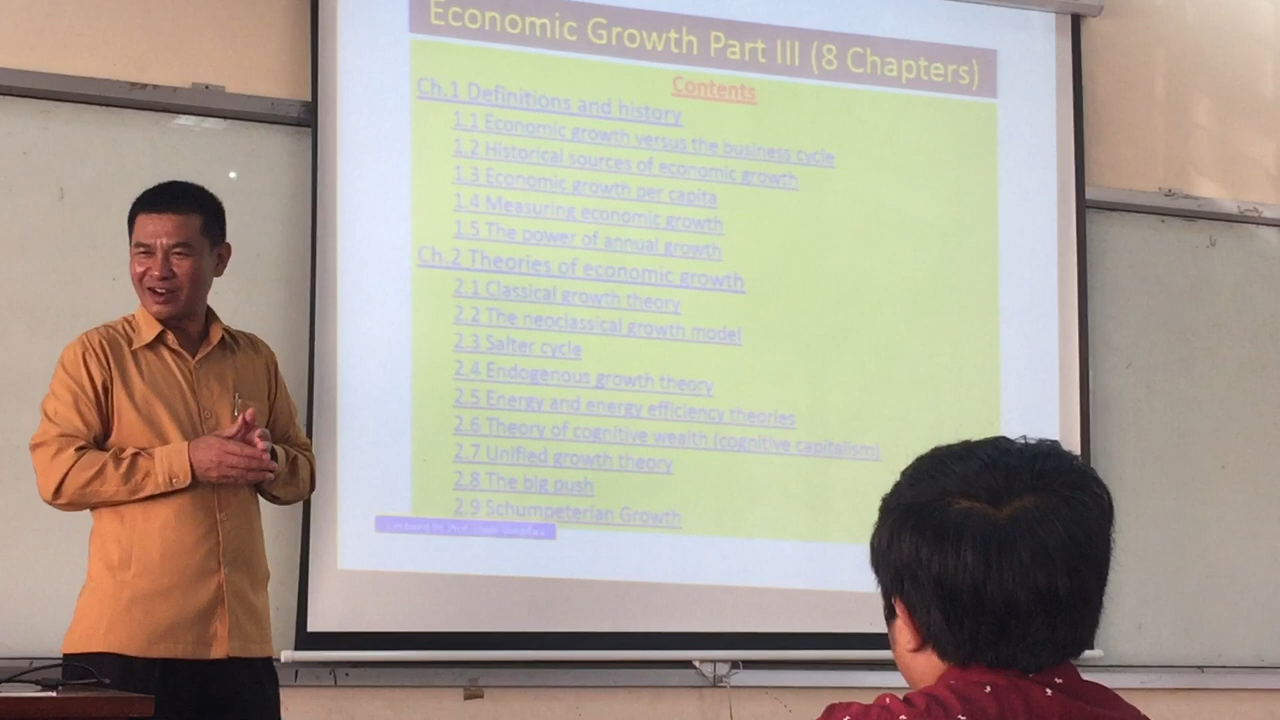 Economic Growth Part III (8 Chapters)
Contents
Ch.1 Definitions and history
1.1 Economic growth versus the business cycle
1.2 Historical sources of economic growth
1.3 Economic growth per capita
1.4 Measuring economic growth
1.5 The power of annual growth
Ch.2 Theories of economic growth
2.1 Classical growth theory
2.2 The neoclassical growth model
2.3 Salter cycle
2.4 Endogenous growth theory
2.5 Energy and energy efficiency theories
2.6 Theory of cognitive wealth (cognitive capitalism)
2.7 Unified growth theory
2.8 The big push
2.9 Schumpeterian Growth